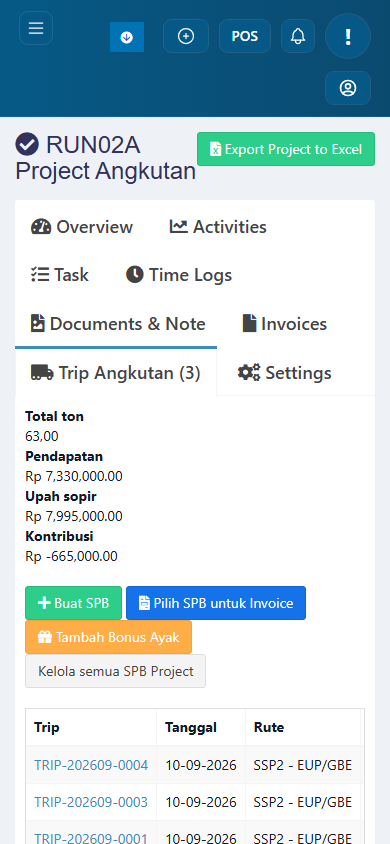 POS
RUN02A
Project Angkutan
Export Project to Excel
Overview
Activities
Task
Time Logs
Documents & Note
Invoices
Trip Angkutan (3)
Settings
Total ton
63,00
Pendapatan
Rp 7,330,000.00
Upah sopir
Rp 7,995,000.00
Kontribusi
Rp -665,000.00
Buat SPB
Pilih SPB untuk Invoice
Tambah Bonus Ayak
Kelola semua SPB Project
Trip Tanggal Rute
TRIP-202609-0004 10-09-2026 SSP2 - EUP/GBE
TRIP-202609-0003 10-09-2026 SSP2 - EUP/GBE
TRIP-202609-0001 10-09-2026 SSP2 - EUP/GBE